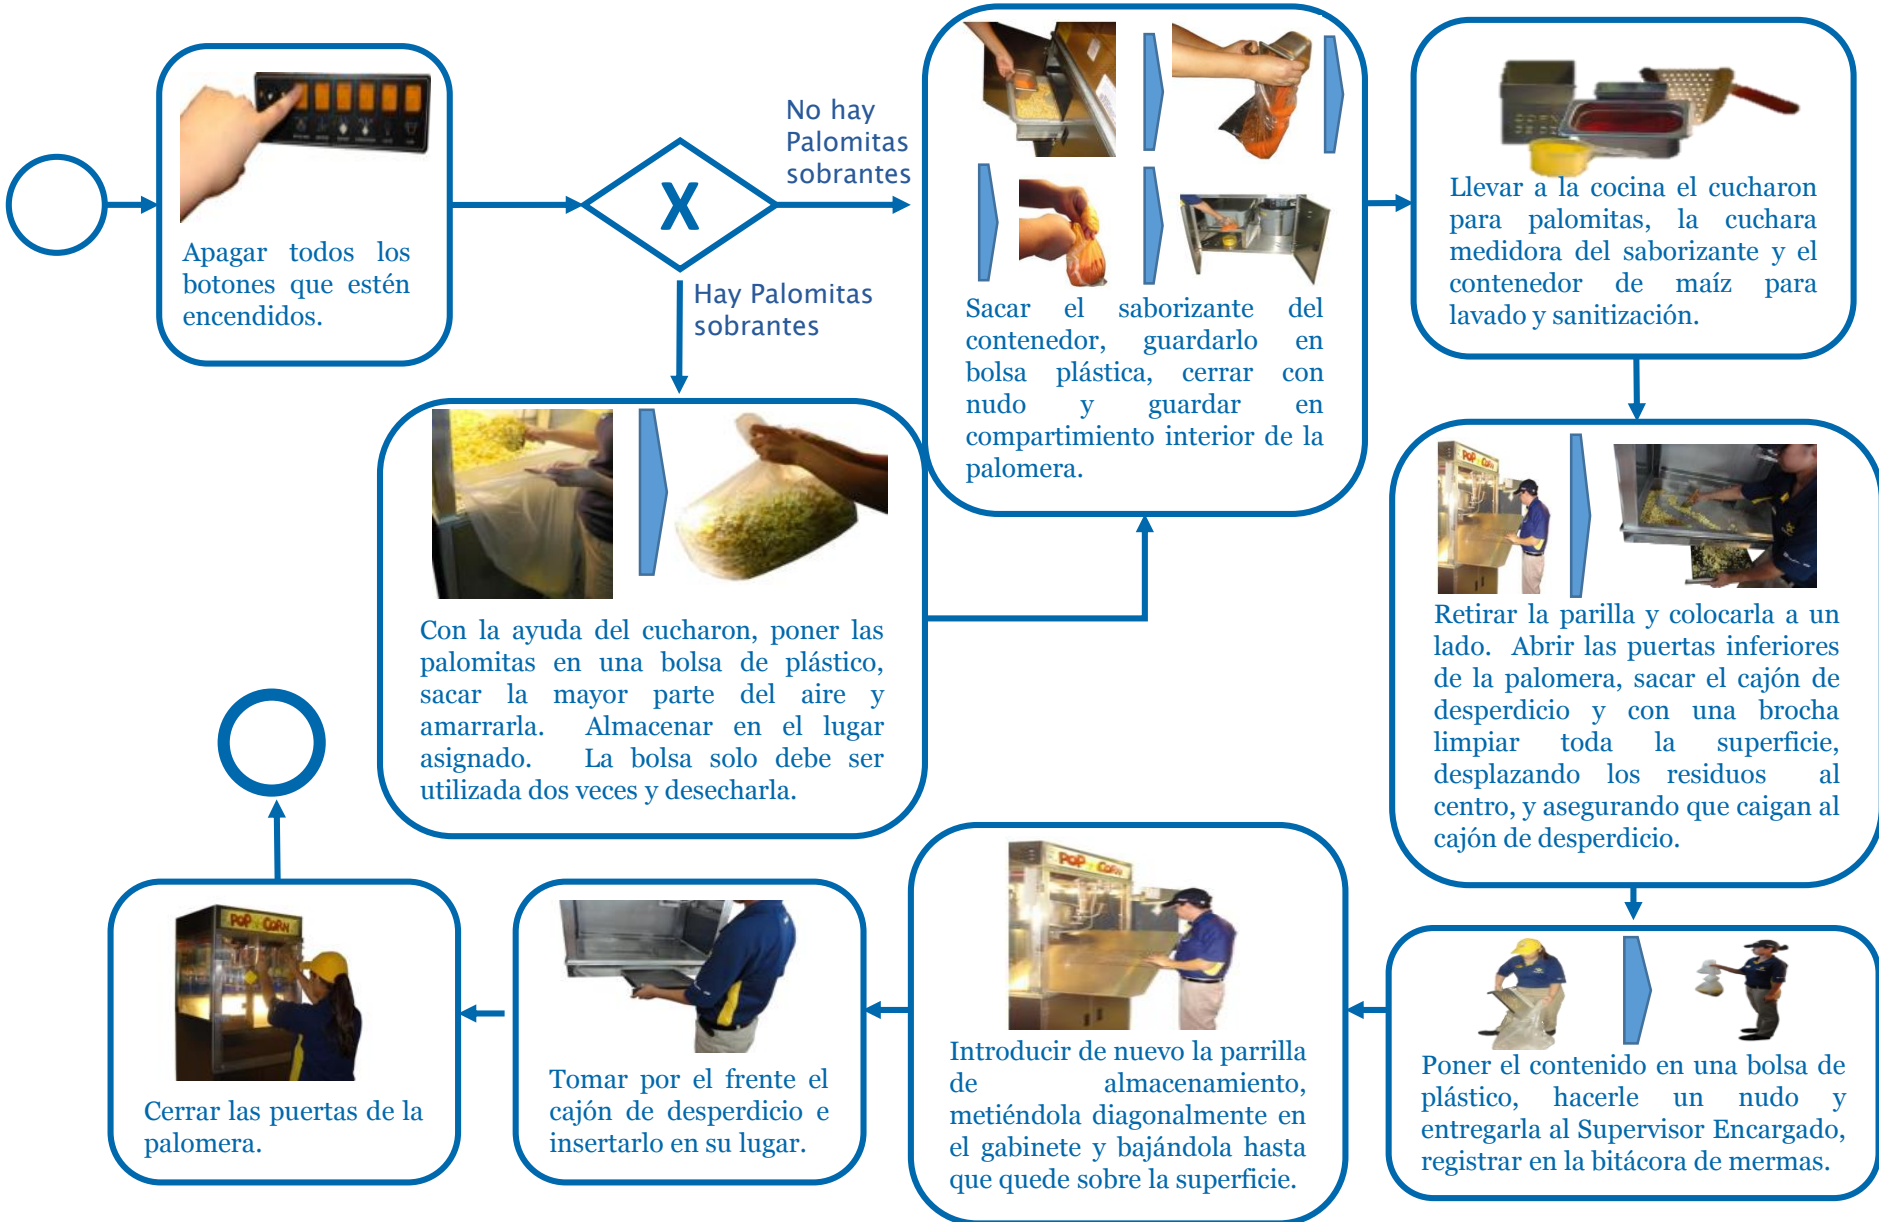 Apagar todos los
botones que estén
encendidos.
X
No hay
Palomitas
sobrantes
Hay Palomitas
sobrantes
Con la ayuda del cucharon, poner las
palomitas en una bolsa de plástico,
sacar la mayor parte del aire y
amarrarla. Almacenar en el lugar
asignado. La bolsa solo debe ser
utilizada dos veces y desecharla.
Sacar el saborizante del
contenedor, guardarlo en
bolsa plástica, cerrar con
nudo y guardar en
compartimiento interior de la
palomera.
Llevar a la cocina el cucharon
para palomitas, la cuchara
medidora del saborizante y el
contenedor de maíz para
lavado y sanitización.
POP CORN
Retirar la parilla y colocarla a un
lado. Abrir las puertas inferiores
de la palomera, sacar el cajón de
desperdicio y con una brocha
limpiar toda la superficie,
desplazando los residuos al
centro, y asegurando que caigan al
cajón de desperdicio.
Poner el contenido en una bolsa de
plástico, hacerle un nudo y
entregarla al Supervisor Encargado,
registrar en la bitácora de mermas.
POP CORN
Introducir de nuevo la parrilla
de almacenamiento,
metiéndola diagonalmente en
el gabinete y bajándola hasta
que quede sobre la superficie.
Tomar por el frente el
cajón de desperdicio e
insertarlo en su lugar.
POP CORN
Cerrar las puertas de la
palomera.